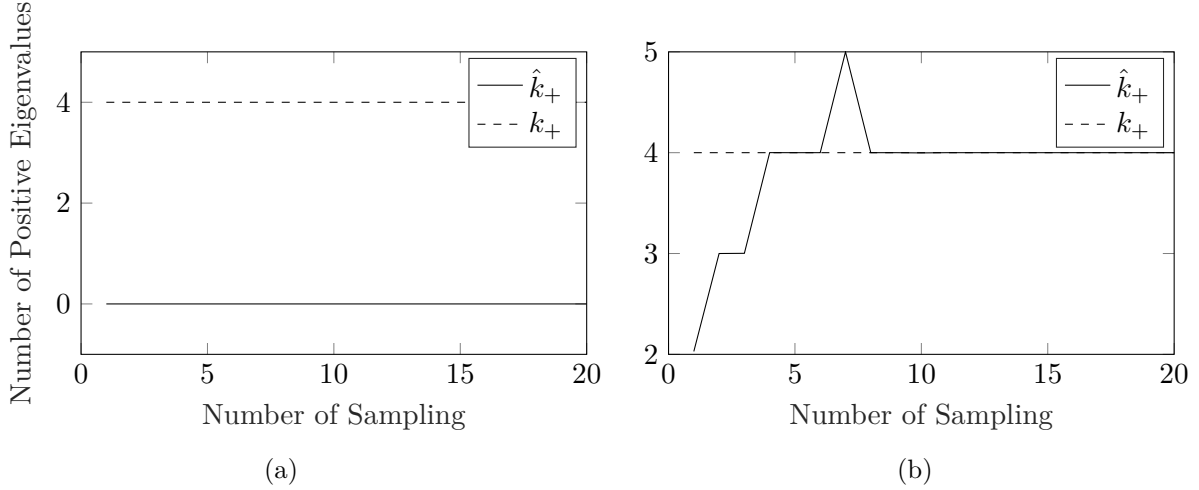 Number of Positive Eigenvalues
4
2
0
0
5
10
15
20
Number of Sampling
k̂₊
k₊
(a)
5
4
3
2
0
5
10
15
20
Number of Sampling
k̂₊
k₊
(b)